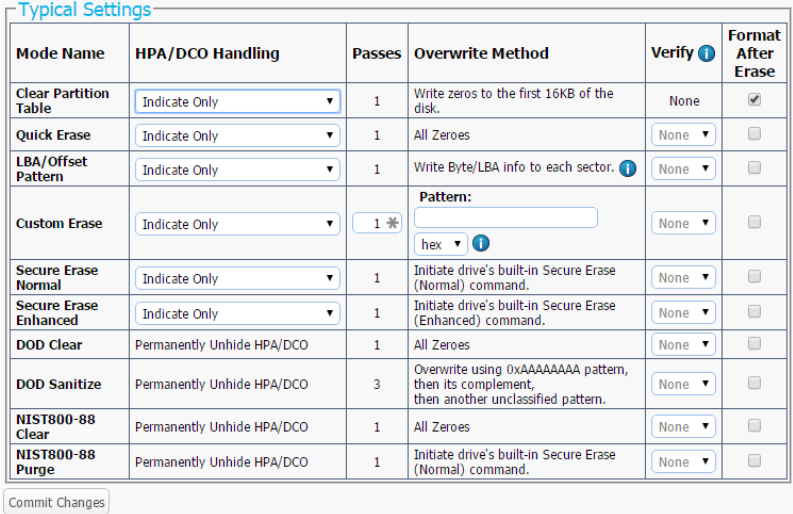 Typical Settings
Mode Name HPA/DCO Handling Passes Overwrite Method Verify Format After Erase
Clear Partition Table Indicate Only 1 Write zeros to the first 16KB of the disk. None
Quick Erase Indicate Only 1 All Zeroes None
LBA/Offset Pattern Indicate Only 1 Write Byte/LBA info to each sector. None
Custom Erase Indicate Only 1 Pattern: hex None
Secure Erase Normal Indicate Only 1 Initiate drive's built-in Secure Erase (Normal) command. None
Secure Erase Enhanced Indicate Only 1 Initiate drive's built-in Secure Erase (Enhanced) command. None
DOD Clear Permanently Unhide HPA/DCO 1 All Zeroes None
DOD Sanitize Permanently Unhide HPA/DCO 3 Overwrite using 0xAAAAAAAA pattern, then its complement, then another unclassified pattern. None
NIST800-88 Clear Permanently Unhide HPA/DCO 1 All Zeroes None
NIST800-88 Purge Permanently Unhide HPA/DCO 1 Initiate drive's built-in Secure Erase (Normal) command. None
Commit Changes